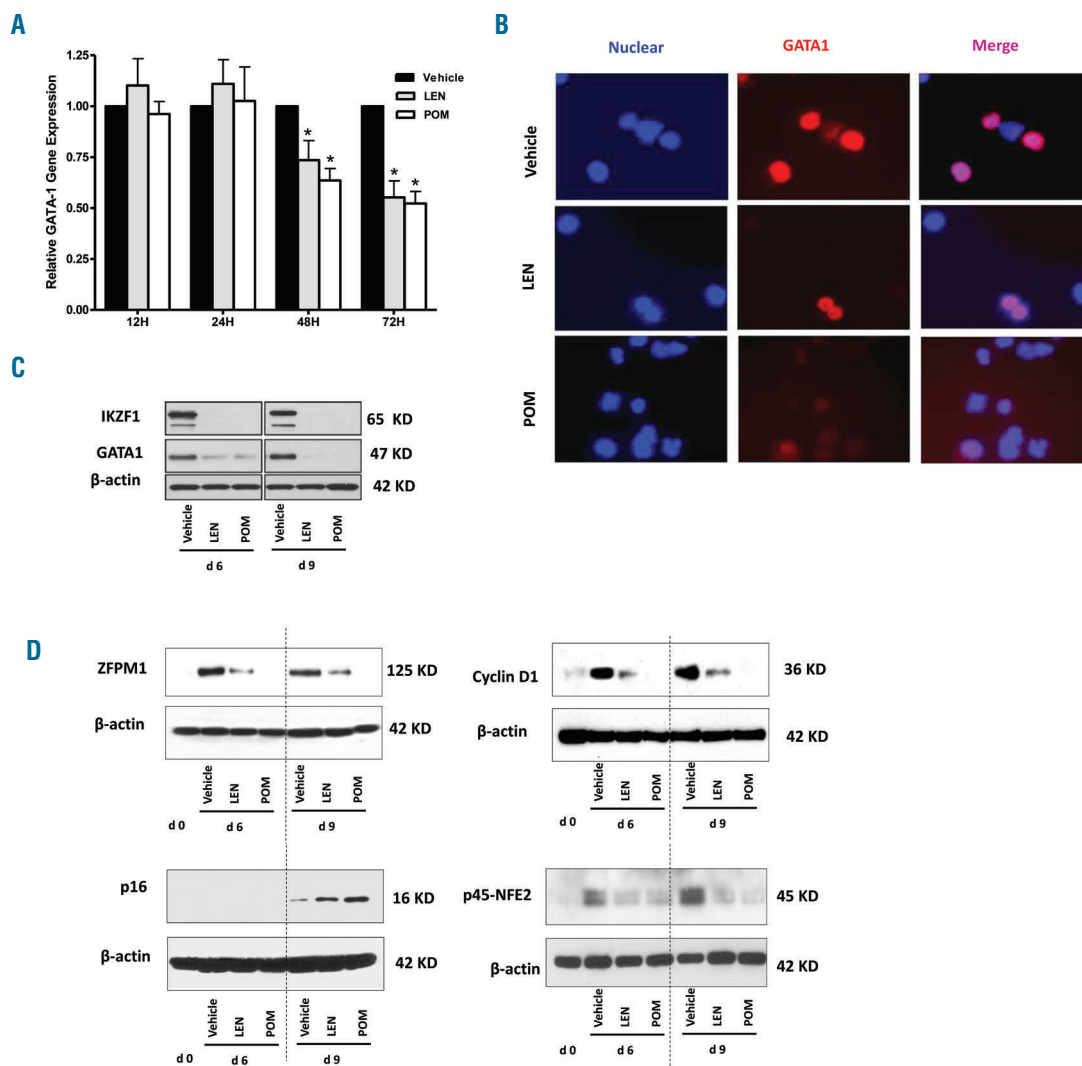 A
Relative GATA-1 Gene Expression
1.25
1.00
0.75
0.50
0.25
0.00
Vehicle
LEN
POM
* *
* *
12H 24H 48H 72H
B
Nuclear GATA1 Merge
Vehicle
LEN
POM
C
IKZF1 65 KD
GATA1 47 KD
β-actin 42 KD
Vehicle LEN POM Vehicle LEN POM
d 6 d 9
D
ZFPM1 125 KD
β-actin 42 KD
Vehicle LEN POM Vehicle LEN POM
d 0 d 6 d 9
Cyclin D1 36 KD
β-actin 42 KD
Vehicle LEN POM Vehicle LEN POM
d 0 d 6 d 9
p16 16 KD
β-actin 42 KD
Vehicle LEN POM Vehicle LEN POM
d 0 d 6 d 9
p45-NFE2 45 KD
β-actin 42 KD
Vehicle LEN POM Vehicle LEN POM
d 0 d 6 d 9